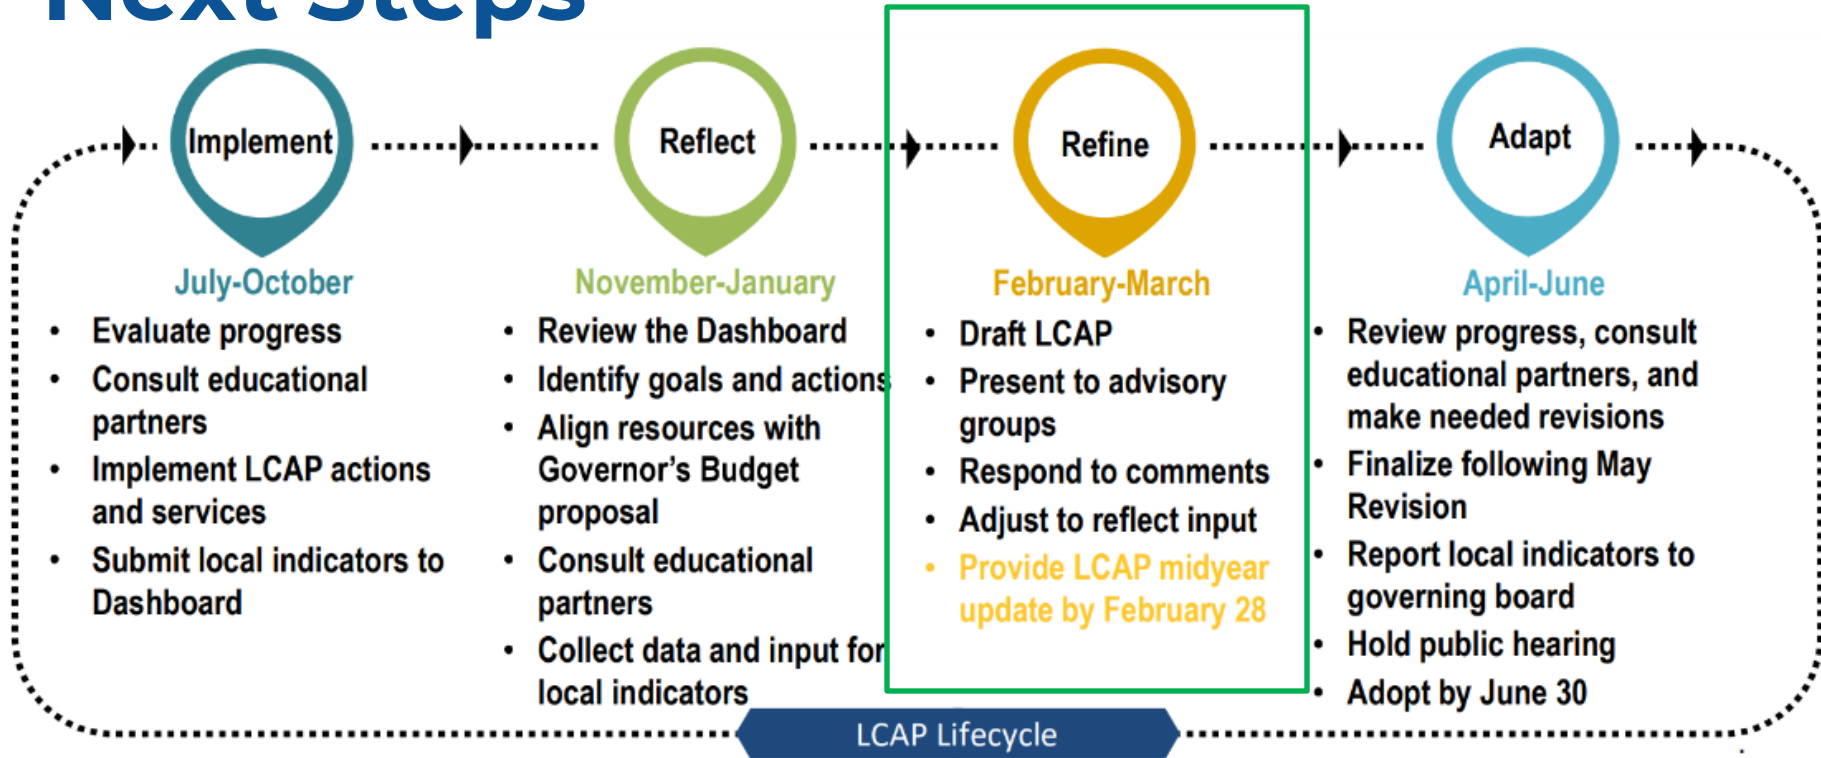 Next Steps
Implement
July-October
• Evaluate progress
• Consult educational
partners
• Implement LCAP actions
and services
• Submit local indicators to
Dashboard
Reflect
November-January
• Review the Dashboard
• Identify goals and actions
• Align resources with
Governor's Budget
proposal
• Consult educational
partners
• Collect data and input for
local indicators
Refine
February-March
• Draft LCAP
• Present to advisory
groups
• Respond to comments
• Adjust to reflect input
• Provide LCAP midyear
update by February 28
Adapt
April-June
• Review progress, consult
educational partners, and
make needed revisions
• Finalize following May
Revision
• Report local indicators to
governing board
• Hold public hearing
• Adopt by June 30
LCAP Lifecycle